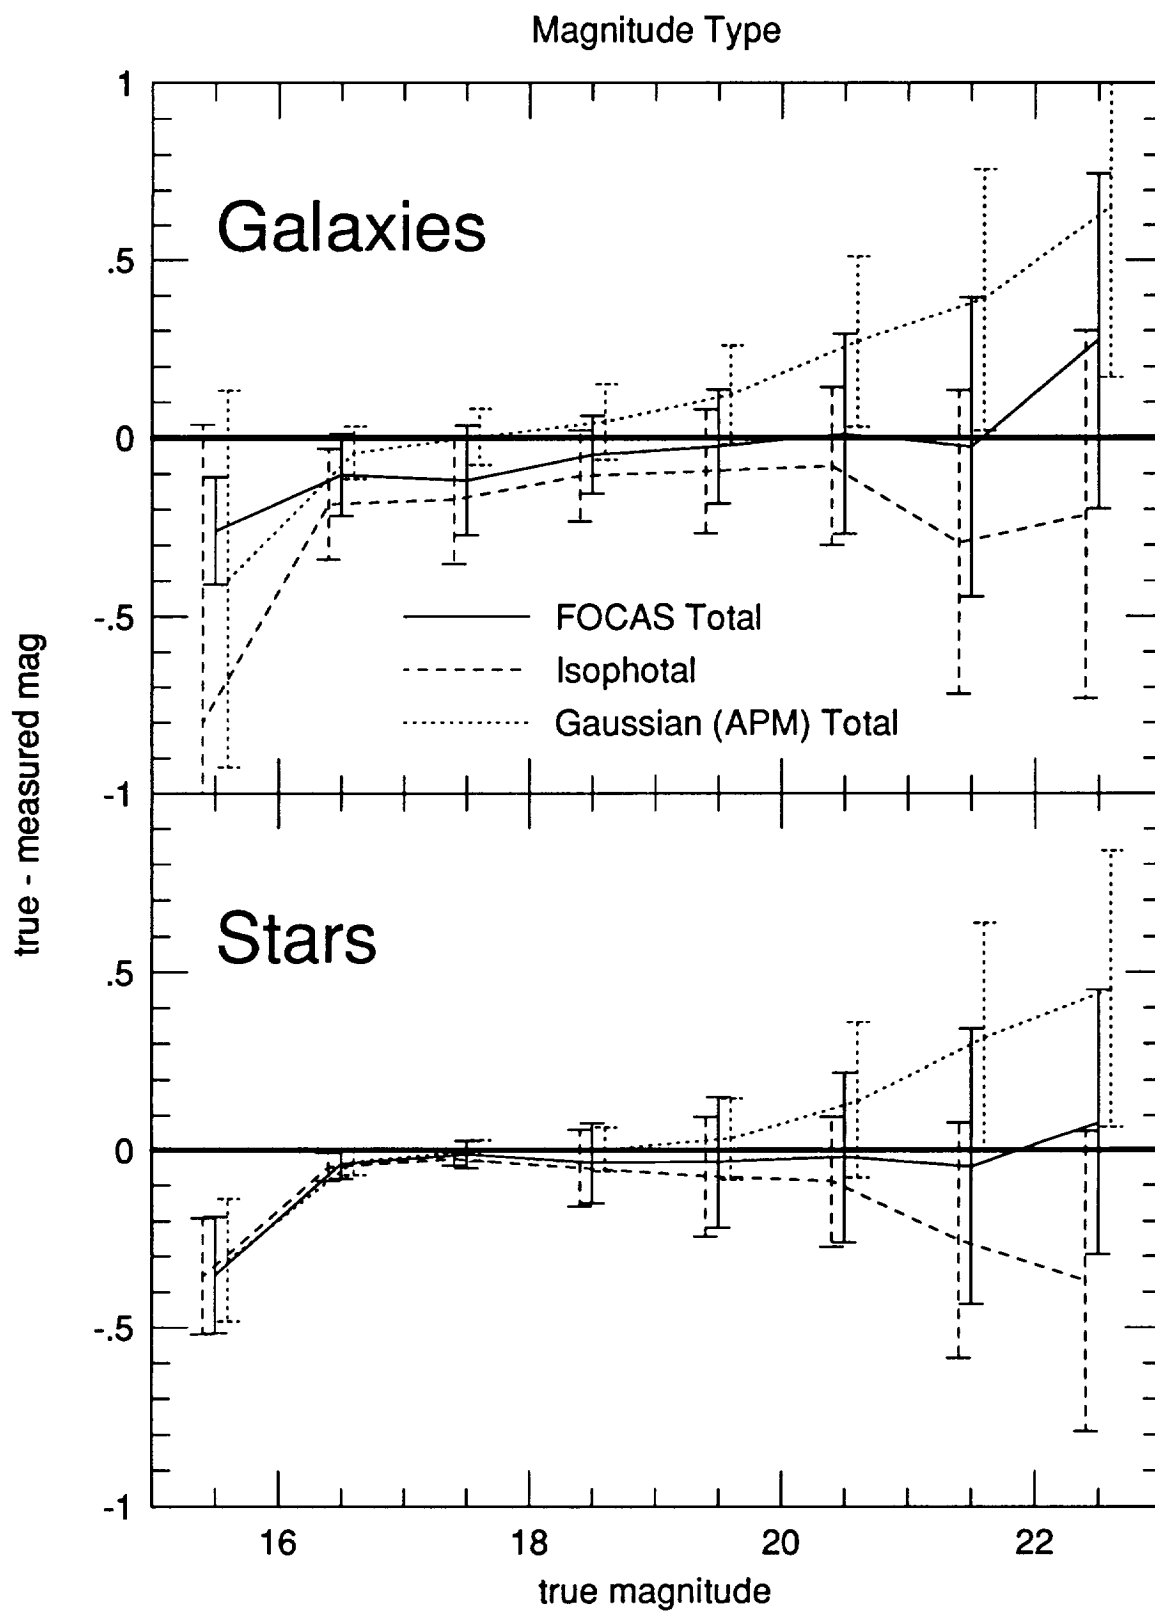 Magnitude Type
1
Galaxies
.5
0
FOCAS Total
-.5
Isophotal
Gaussian (APM) Total
-1
true - measured mag
Stars
.5
0
-.5
-1
16 18 20 22
true magnitude